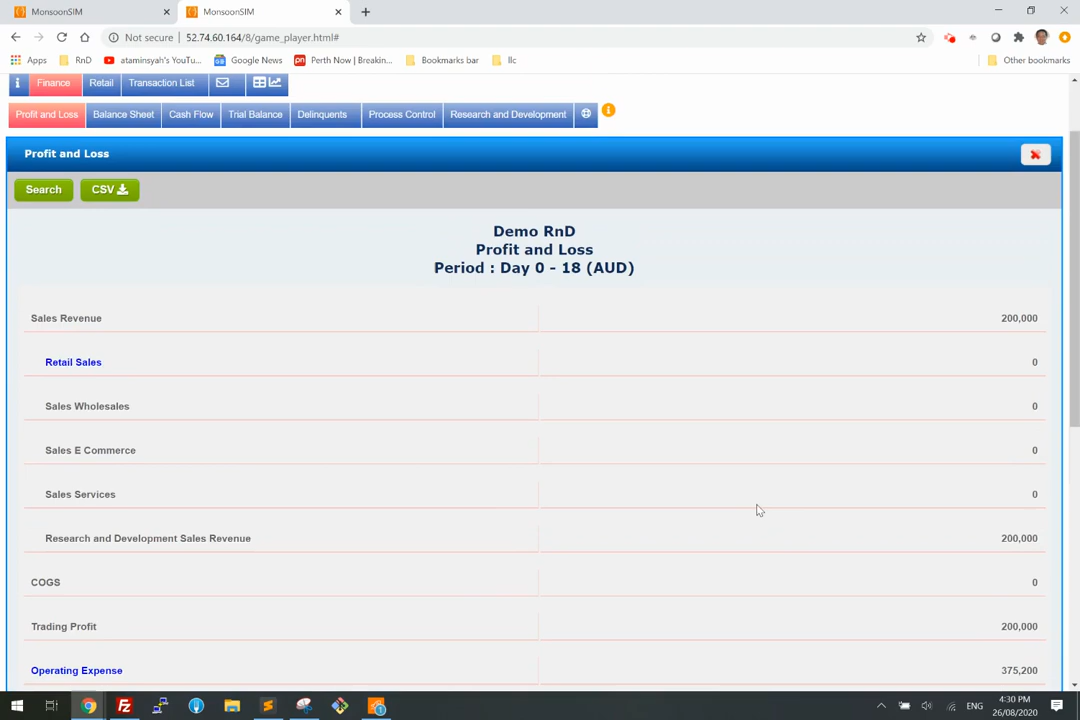 MonsoonSIM
MonsoonSIM
Not secure
52.74.60.164/8/game_player.html#
Apps
RnD
ataminsyah's YouTu...
Google News
Perth Now | Breakin...
Bookmarks bar
llc
Other bookmarks
Finance
Retail
Transaction List
Profit and Loss
Balance Sheet
Cash Flow
Trial Balance
Delinquents
Process Control
Research and Development
Profit and Loss
Search
CSV
Demo RnD
Profit and Loss
Period : Day 0 - 18 (AUD)
Sales Revenue 200,000
Retail Sales 0
Sales Wholesales 0
Sales E Commerce 0
Sales Services 0
Research and Development Sales Revenue 200,000
COGS 0
Trading Profit 200,000
Operating Expense 375,200
ENG
4:30 PM
26/08/2020